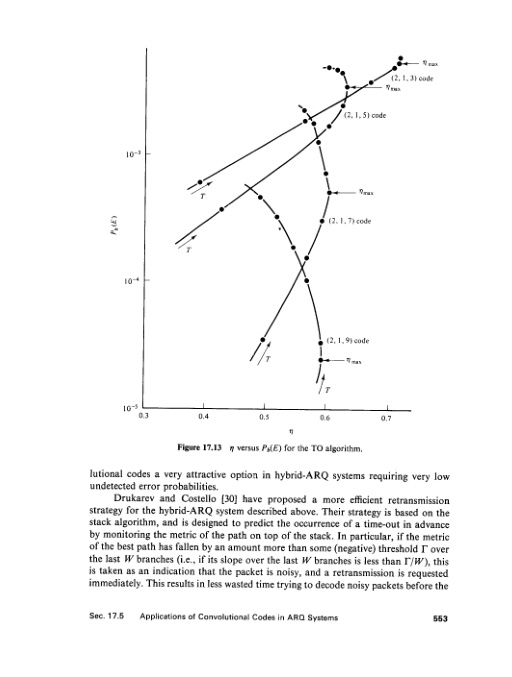 η max
(2, 1, 3) code
η max
(2, 1, 5) code
10⁻³
T
η max
P_b(E)
(2, 1, 7) code
T
10⁻⁴
(2, 1, 9) code
T
η max
T
10⁻⁵
0.3 0.4 0.5 0.6 0.7
η
Figure 17.13 η versus P_b(E) for the TO algorithm.
lutional codes a very attractive option in hybrid-ARQ systems requiring very low
undetected error probabilities.
Drukarev and Costello [30] have proposed a more efficient retransmission
strategy for the hybrid-ARQ system described above. Their strategy is based on the
stack algorithm, and is designed to predict the occurrence of a time-out in advance
by monitoring the metric of the path on top of the stack. In particular, if the metric
of the best path has fallen by an amount more than some (negative) threshold Γ over
the last W branches (i.e., if its slope over the last W branches is less than Γ/W), this
is taken as an indication that the packet is noisy, and a retransmission is requested
immediately. This results in less wasted time trying to decode noisy packets before the
Sec. 17.5 Applications of Convolutional Codes in ARQ Systems 553